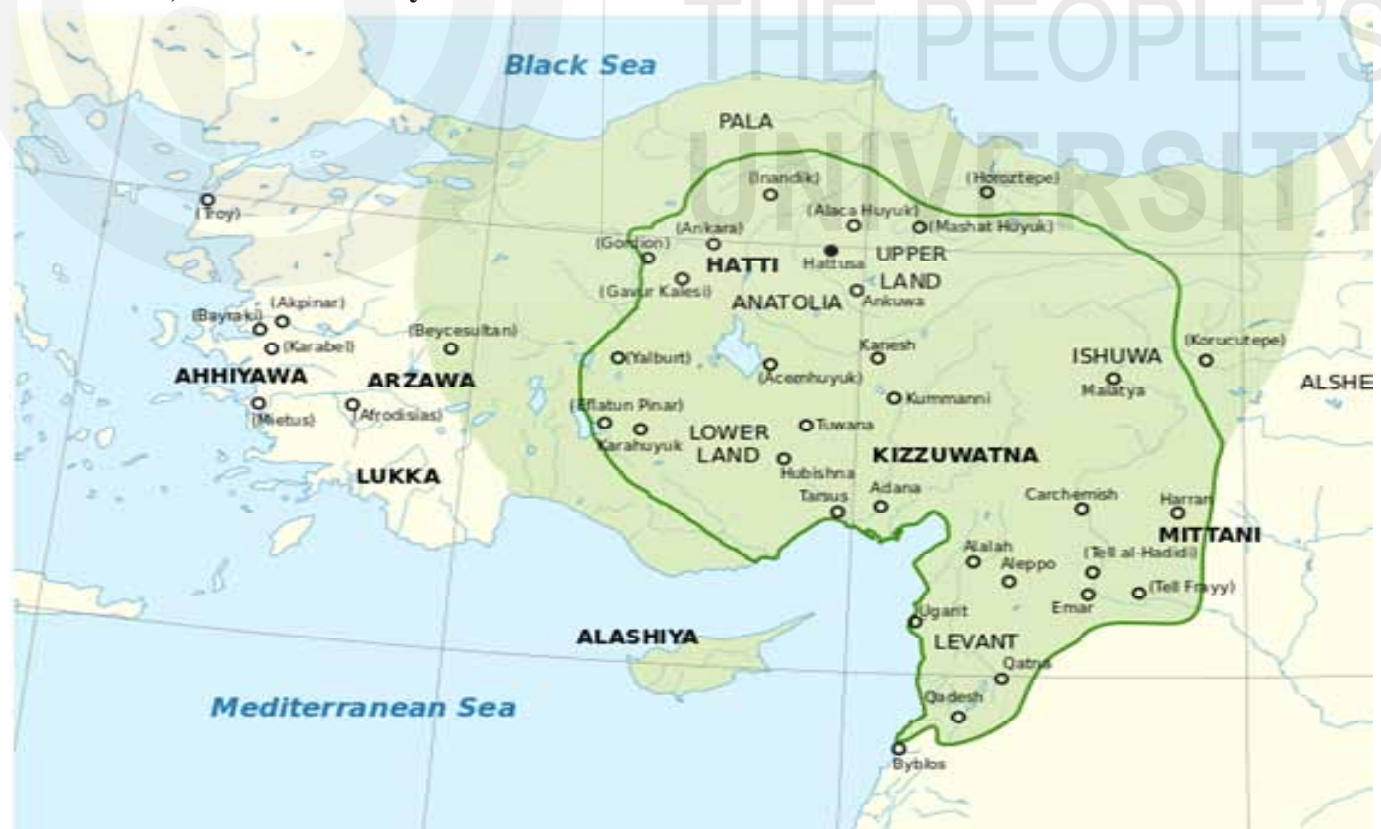 THE PEOPLE'S
UNIVERSITY
Black Sea
PALA
(Inandik)
(Horoztepe)
(Troy)
(Alaca Huyuk)
(Mashat Huyuk)
(Ankara)
(Gordion)
HATTI
Hattusa
UPPER
LAND
(Gavur Kalesi)
ANATOLIA
Ankuwa
(Akpinar)
(Bayraki)
(Karabel)
(Beycesultan)
(Yalburt)
(Acemhuyuk)
Kanesh
ISHUWA
(Korucutepe)
Malatya
ALSHE
AHHIYAWA
ARZAWA
(Mietus)
(Afrodisias)
(Eflatun Pinar)
Karahuyuk
LOWER
LAND
Tuwana
Kummanni
KIZZUWATNA
Hubishna
LUKKA
Tarsus
Adana
Carchemish
Harran
MITTANI
Alalah
Aleppo
(Tell al-Hadidi)
Emar
(Tell Frayy)
Ugarit
LEVANT
ALASHIYA
Qatna
Qadesh
Mediterranean Sea
Byblos